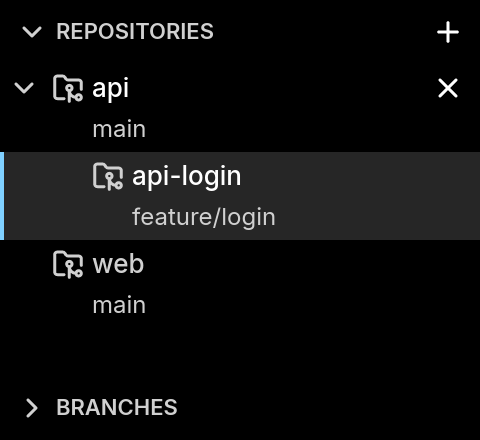 REPOSITORIES
api
main
api-login
feature/login
web
main
BRANCHES